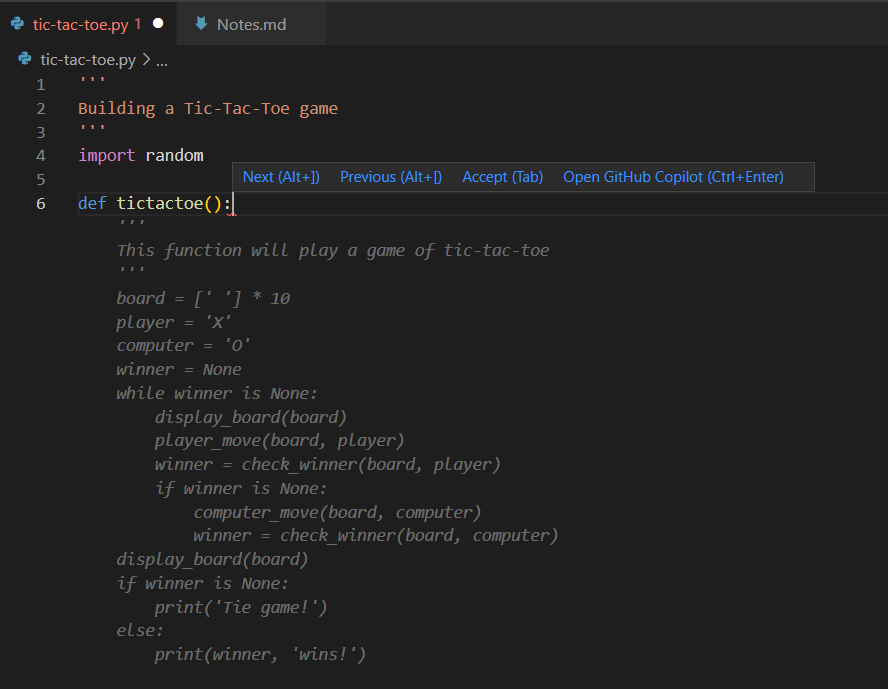 tic-tac-toe.py 1 Notes.md
tic-tac-toe.py > ...
1 '''
2 Building a Tic-Tac-Toe game
3 '''
4 import random
Next (Alt+]) Previous (Alt+[) Accept (Tab) Open GitHub Copilot (Ctrl+Enter)
5
6 def tictactoe():
'''
This function will play a game of tic-tac-toe
'''
board = [' '] * 10
player = 'X'
computer = 'O'
winner = None
while winner is None:
display_board(board)
player_move(board, player)
winner = check_winner(board, player)
if winner is None:
computer_move(board, computer)
winner = check_winner(board, computer)
display_board(board)
if winner is None:
print('Tie game!')
else:
print(winner, 'wins!')